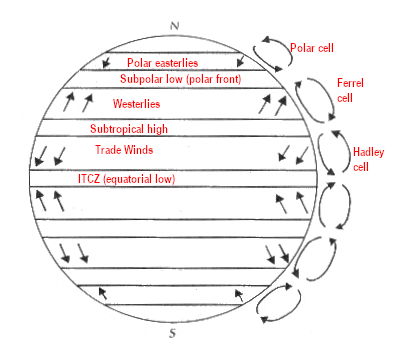 N
Polar cell
Polar easterlies
Subpolar low (polar front)
Ferrel
cell
Westerlies
Subtropical high
Trade Winds
Hadley
cell
ITCZ (equatorial low)
S